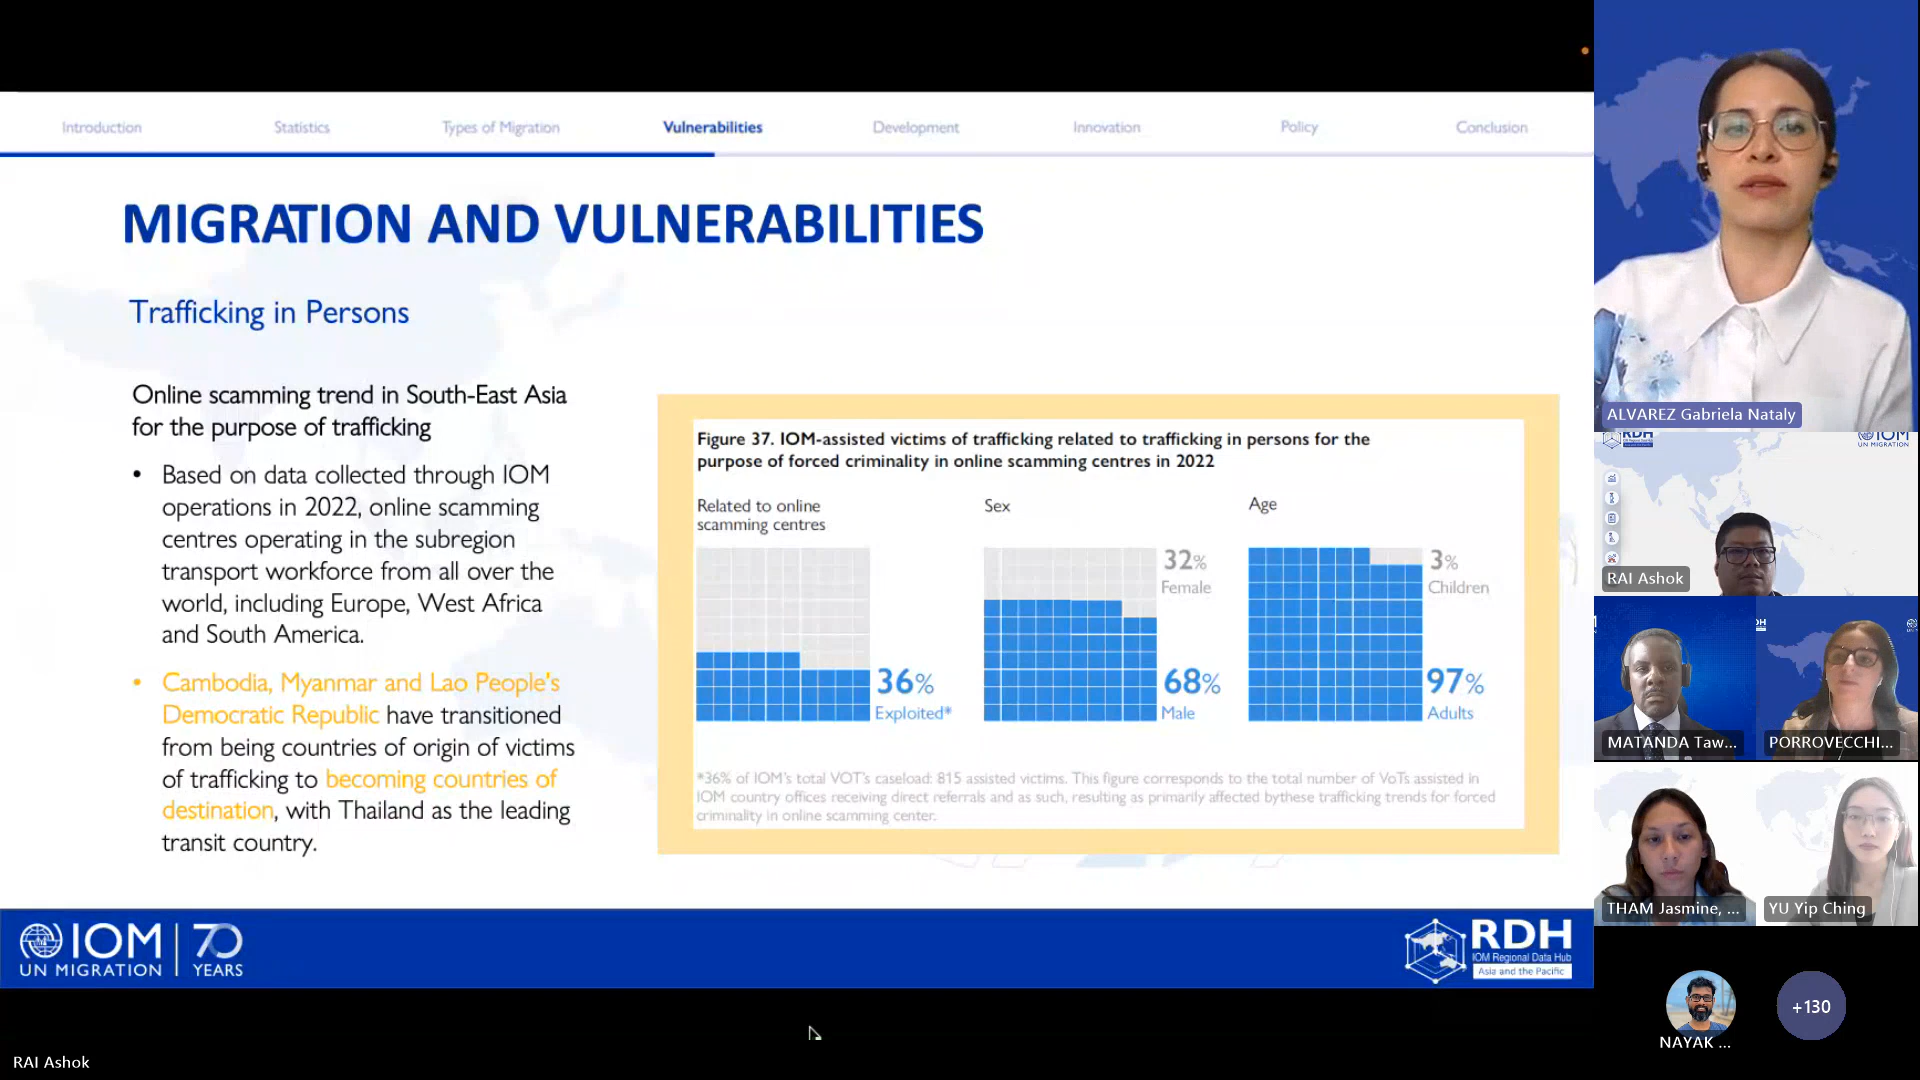 Introduction
Statistics
Types of Migration
Vulnerabilities
Development
Innovation
Policy
Conclusion
MIGRATION AND VULNERABILITIES
Trafficking in Persons
Online scamming trend in South-East Asia
for the purpose of trafficking
• Based on data collected through IOM
operations in 2022, online scamming
centres operating in the subregion
transport workforce from all over the
world, including Europe, West Africa
and South America.
• Cambodia, Myanmar and Lao People's
Democratic Republic have transitioned
from being countries of origin of victims
of trafficking to becoming countries of
destination, with Thailand as the leading
transit country.
Figure 37. IOM-assisted victims of trafficking related to trafficking in persons for the
purpose of forced criminality in online scamming centres in 2022
Related to online
scamming centres
36%
Exploited*
Sex
32%
Female
68%
Male
Age
3%
Children
97%
Adults
*36% of IOM's total VOT's caseload: 815 assisted victims. This figure corresponds to the total number of VoTs assisted in
IOM country offices receiving direct referrals and as such, resulting as primarily affected bythese trafficking trends for forced
criminality in online scamming center.
IOM
UN MIGRATION
70
YEARS
RDH
IOM Regional Data Hub
Asia and the Pacific
RAI Ashok
ALVAREZ Gabriela Nataly
RDH
IOM
UN MIGRATION
RAI Ashok
MATANDA Taw...
PORROVECCHI...
THAM Jasmine, ...
YU Yip Ching
NAYAK ...
+130